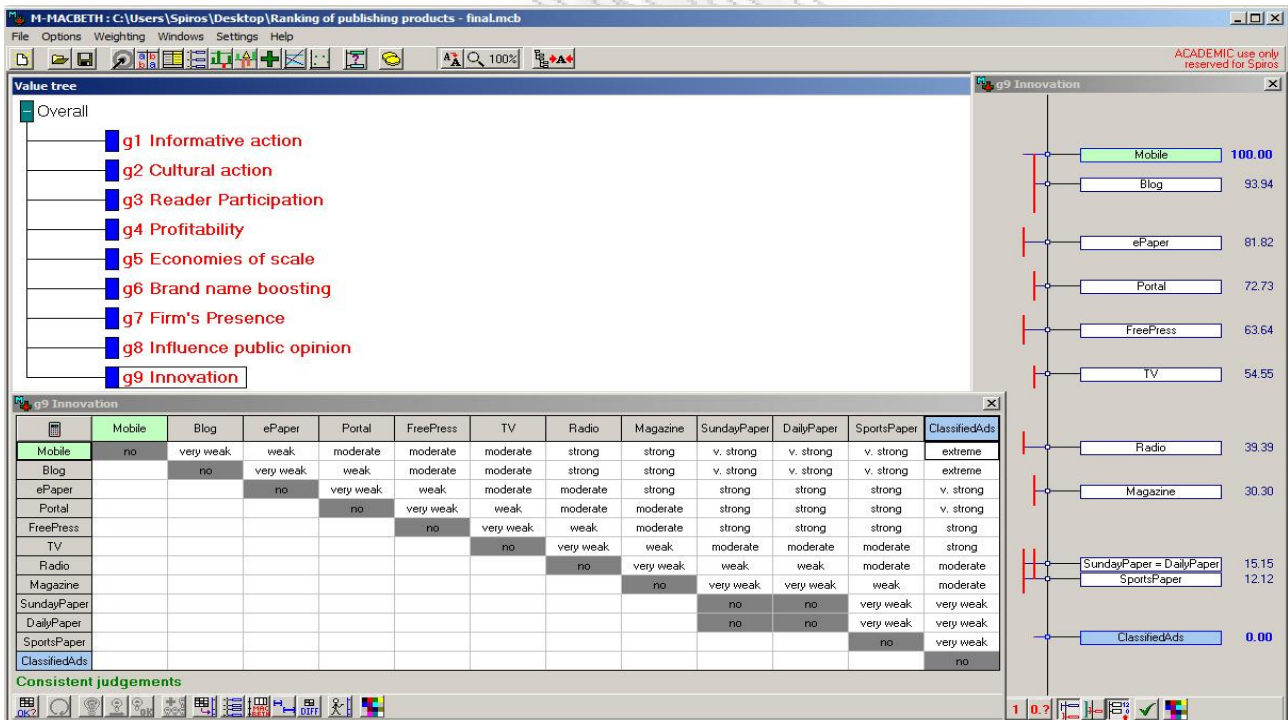 M-MACBETH : C:\Users\Spiros\Desktop\Ranking of publishing products - final.mcb
File Options Weighting Windows Settings Help
100%
ACADEMIC use only
reserved for Spiros
Value tree
Overall
g1 Informative action
g2 Cultural action
g3 Reader Participation
g4 Profitability
g5 Economies of scale
g6 Brand name boosting
g7 Firm's Presence
g8 Influence public opinion
g9 Innovation
g9 Innovation
Mobile Blog ePaper Portal FreePress TV Radio Magazine SundayPaper DailyPaper SportsPaper ClassifiedAds
Mobile no very weak weak moderate moderate moderate strong strong v. strong v. strong v. strong extreme
Blog no very weak weak moderate moderate strong strong v. strong v. strong v. strong extreme
ePaper no very weak weak moderate moderate strong strong strong strong v. strong
Portal no very weak weak moderate moderate strong strong strong v. strong
FreePress no very weak weak moderate strong strong strong strong
TV no very weak weak moderate moderate moderate strong
Radio no very weak weak weak moderate moderate
Magazine no very weak very weak weak moderate
SundayPaper no no very weak very weak
DailyPaper no no very weak very weak
SportsPaper no very weak
ClassifiedAds no
Consistent judgements
g9 Innovation
Mobile 100.00
Blog 93.94
ePaper 81.82
Portal 72.73
FreePress 63.64
TV 54.55
Radio 39.39
Magazine 30.30
SundayPaper = DailyPaper 15.15
SportsPaper 12.12
ClassifiedAds 0.00
1 0.?